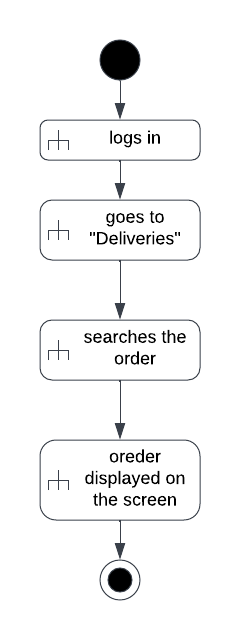 logs in
goes to
"Deliveries"
searches the
order
oreder
displayed on
the screen